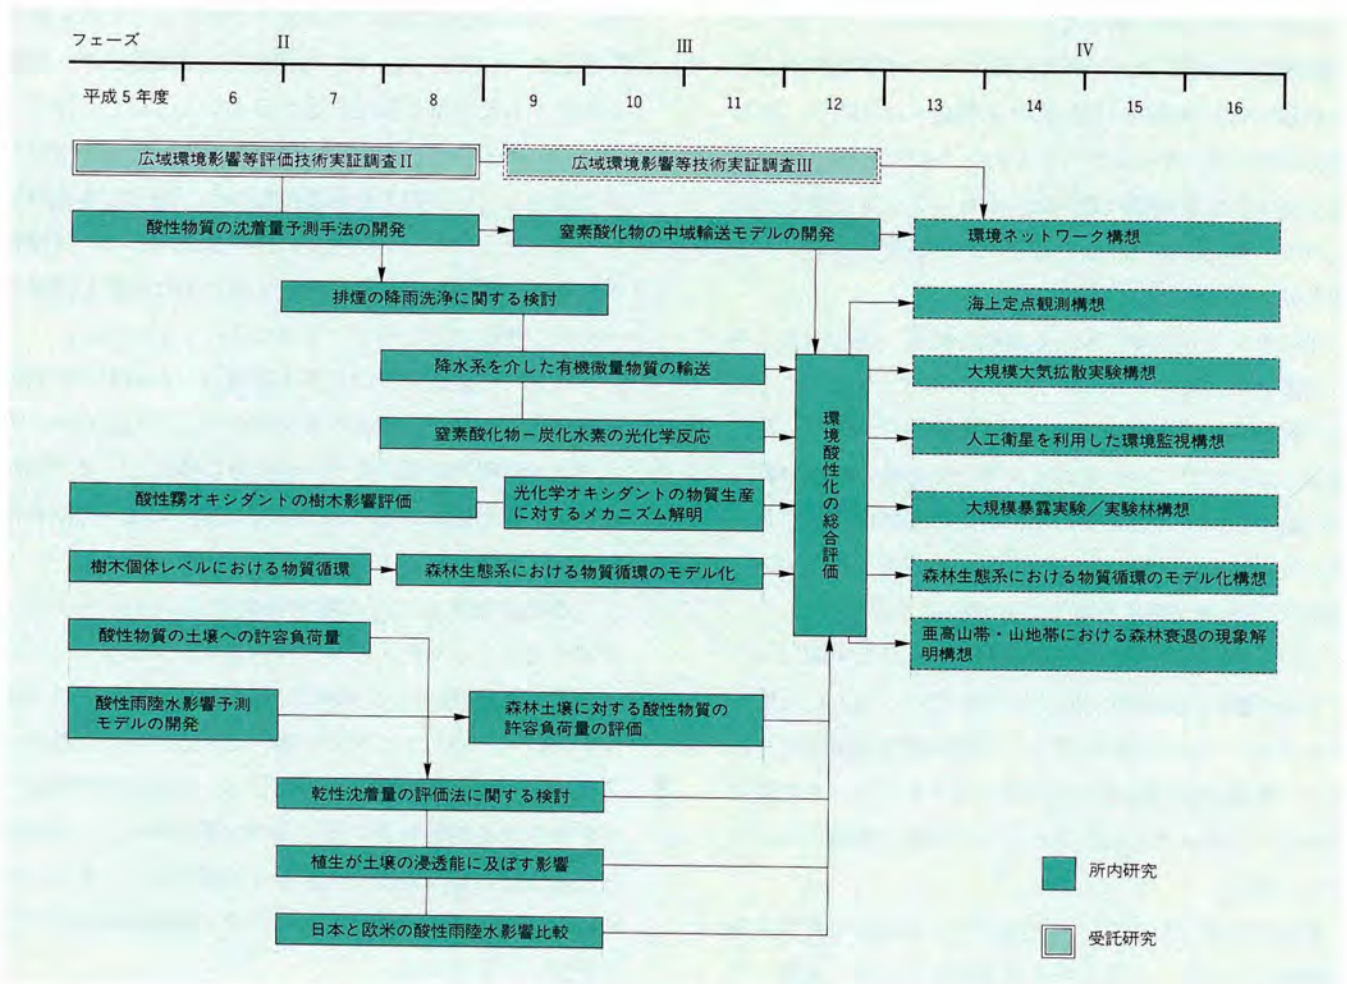 フェーズ II III IV
平成5年度 6 7 8 9 10 11 12 13 14 15 16
広域環境影響等評価技術実証調査II
広域環境影響等技術実証調査III
酸性物質の沈着量予測手法の開発
窒素酸化物の中域輸送モデルの開発
環境ネットワーク構想
排煙の降雨洗浄に関する検討
海上定点観測構想
降水系を介した有機微量物質の輸送
大規模大気拡散実験構想
環境酸性化の総合評価
窒素酸化物−炭化水素の光化学反応
人工衛星を利用した環境監視構想
酸性霧オキシダントの樹木影響評価
光化学オキシダントの物質生産
に対するメカニズム解明
大規模暴露実験／実験林構想
樹木個体レベルにおける物質循環
森林生態系における物質循環のモデル化
森林生態系における物質循環のモデル化構想
酸性物質の土壌への許容負荷量
亜高山帯・山地帯における森林衰退の現象解
明構想
酸性雨陸水影響予測
モデルの開発
森林土壌に対する酸性物質の
許容負荷量の評価
乾性沈着量の評価法に関する検討
植生が土壌の浸透能に及ぼす影響
日本と欧米の酸性雨陸水影響比較
所内研究
受託研究